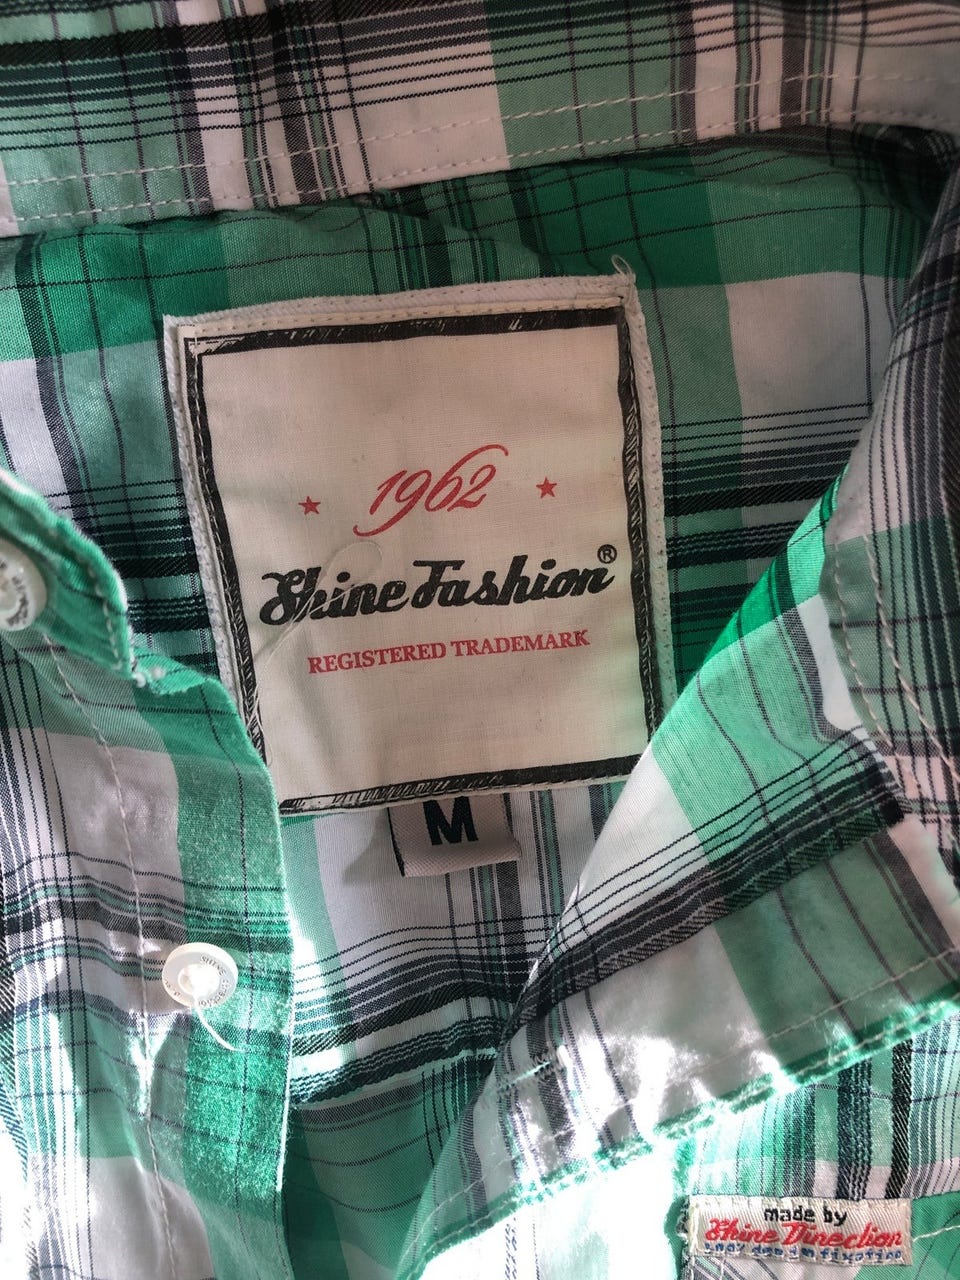 1962
Shine Fashion®
REGISTERED TRADEMARK
M
made by
Shine Direction